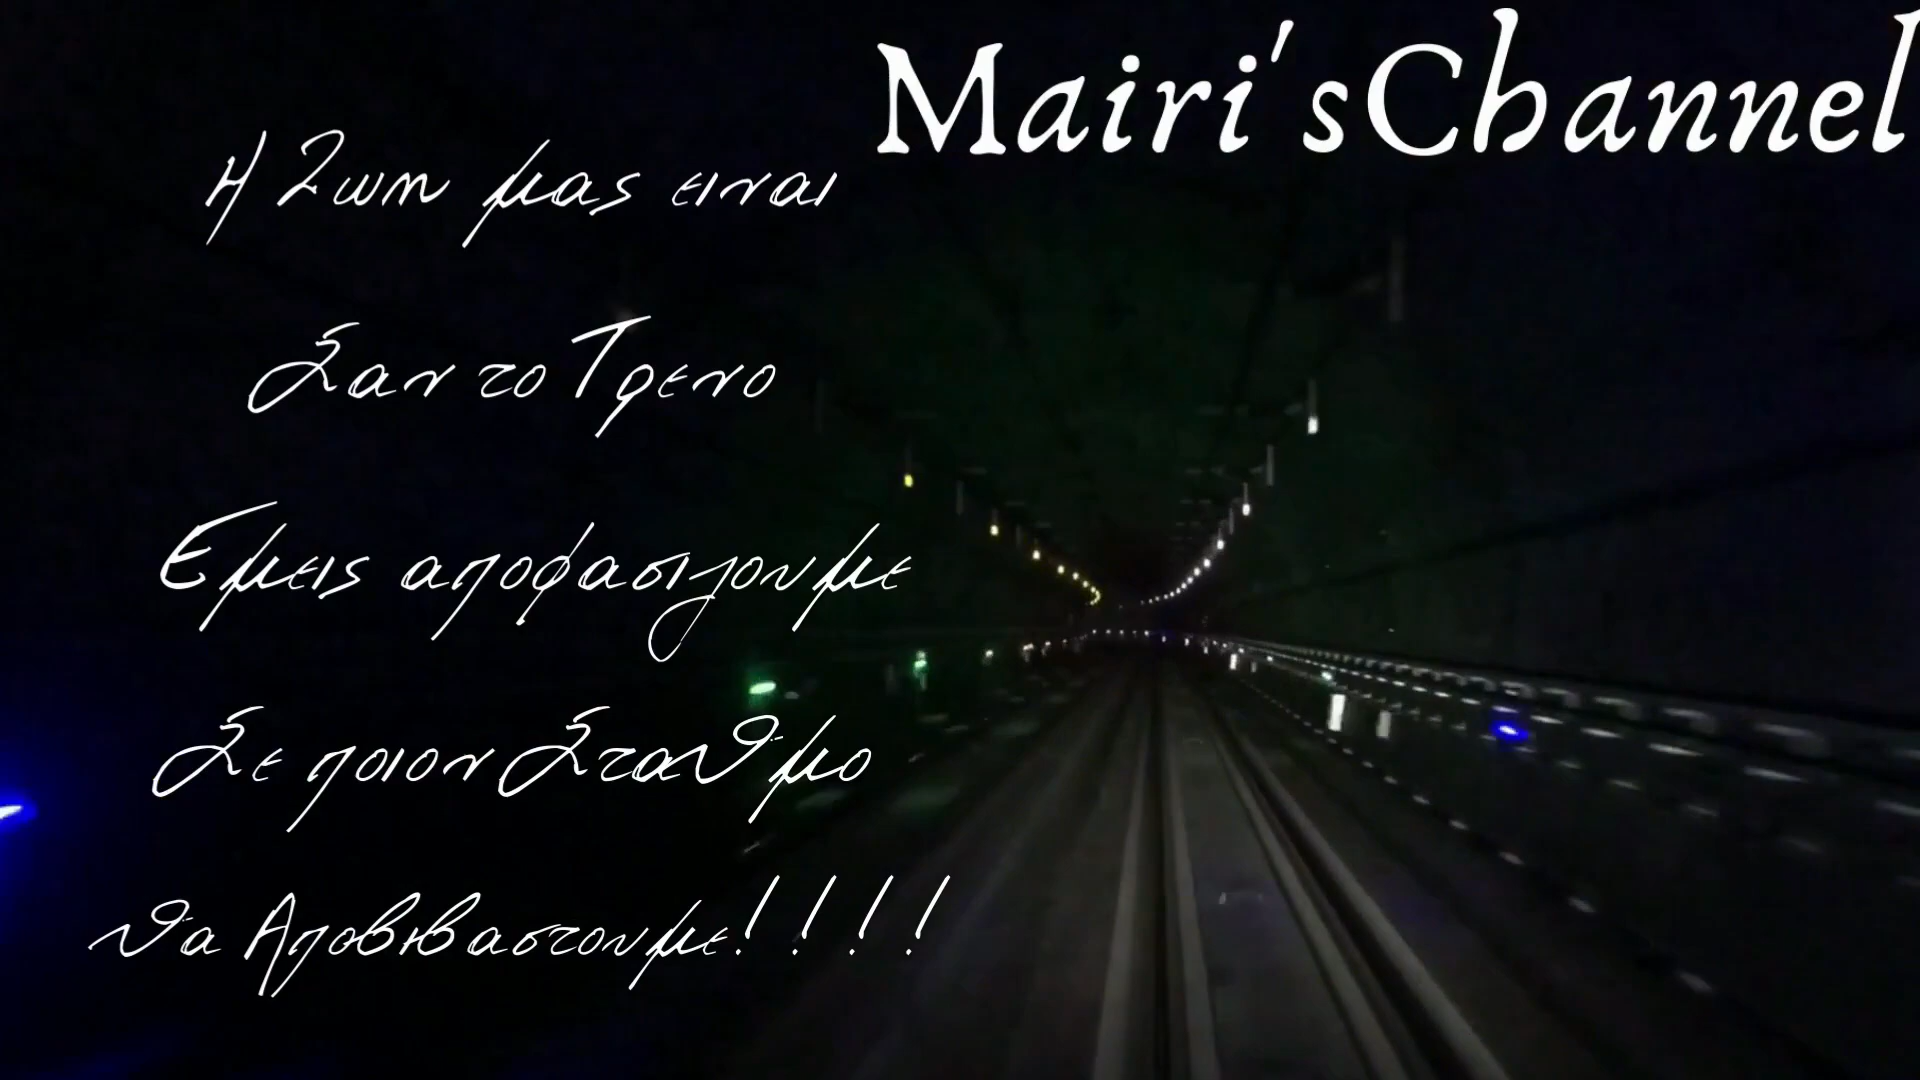 Mairi'sChannel
Η Ζωη μας ειναι
Σαν το Τρενο
Εμεις αποφασιζουμε
Σε ποιον Σταθμο
θα Αποβιβαστουμε!!!!